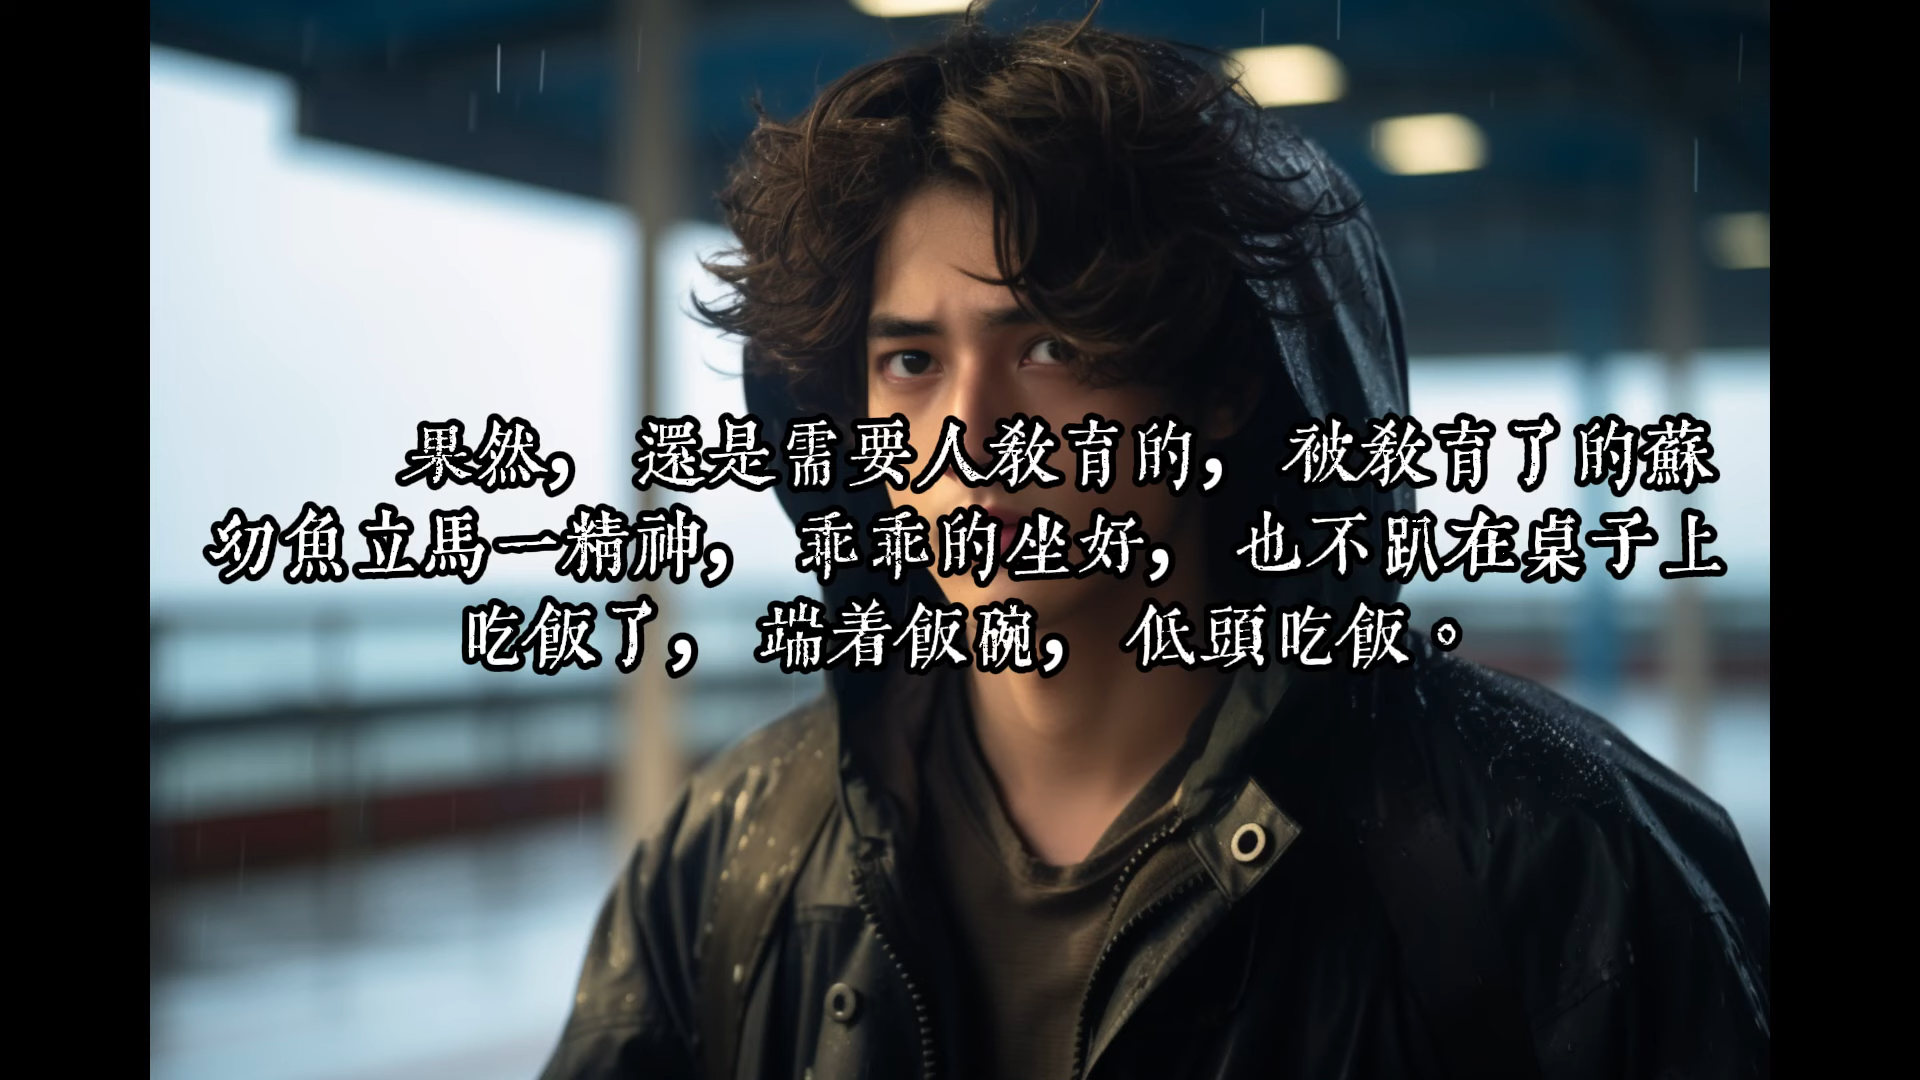 果然， 還是需要人教育的， 被教育了的蘇
幼魚立馬一精神， 乖乖的坐好， 也不趴在桌子上
吃飯了， 端着飯碗， 低頭吃飯。